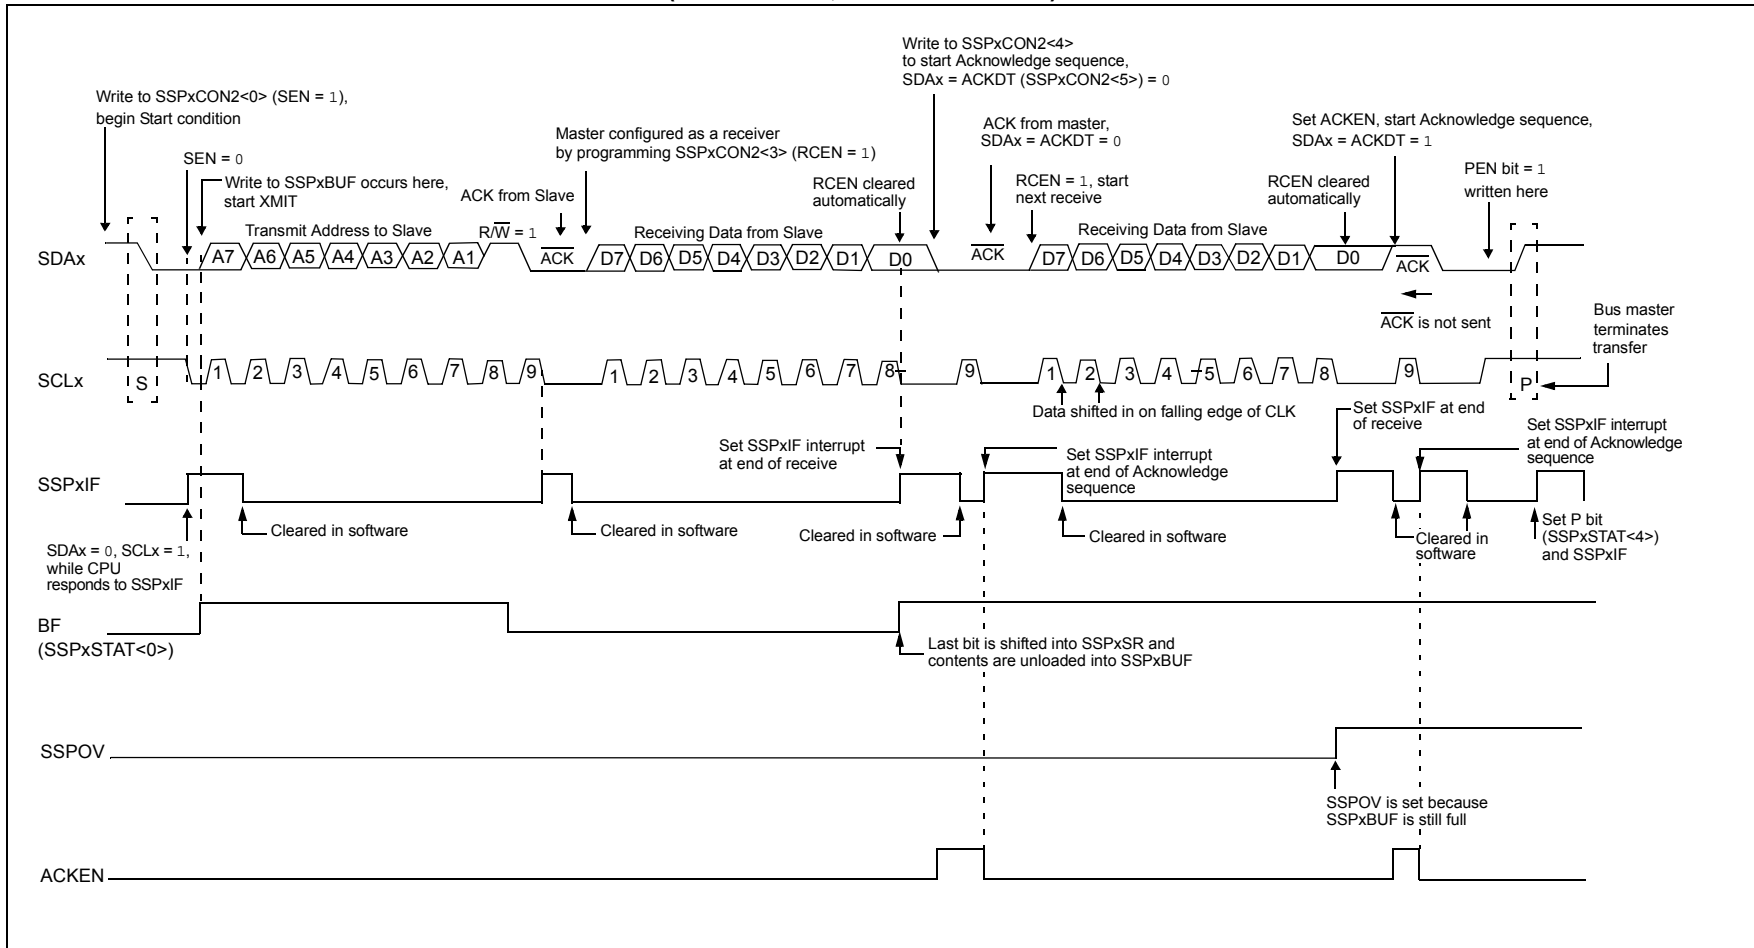 Write to SSPxCON2<4>
to start Acknowledge sequence,
SDAx = ACKDT (SSPxCON2<5>) = 0
Write to SSPxCON2<0> (SEN = 1),
begin Start condition
ACK from master,
SDAx = ACKDT = 0
Set ACKEN, start Acknowledge sequence,
SDAx = ACKDT = 1
Master configured as a receiver
by programming SSPxCON2<3> (RCEN = 1)
SEN = 0
PEN bit = 1
written here
Write to SSPxBUF occurs here,
start XMIT
ACK from Slave
RCEN cleared
automatically
RCEN = 1, start
next receive
RCEN cleared
automatically
Transmit Address to Slave
R/W = 1
Receiving Data from Slave
Receiving Data from Slave
SDAx
A7 A6 A5 A4 A3 A2 A1
ACK
D7 D6 D5 D4 D3 D2 D1 D0
ACK
D7 D6 D5 D4 D3 D2 D1 D0
ACK
ACK is not sent
Bus master
terminates
transfer
SCLx
S
1 2 3 4 5 6 7 8 9
1 2 3 4 5 6 7 8 9
1 2 3 4 5 6 7 8 9
P
Data shifted in on falling edge of CLK
Set SSPxIF at end
of receive
Set SSPxIF interrupt
at end of Acknowledge
sequence
Set SSPxIF interrupt
at end of receive
Set SSPxIF interrupt
at end of Acknowledge
sequence
SSPxIF
Cleared in software
Cleared in software
Cleared in software
Cleared in software
Cleared in
software
Set P bit
(SSPxSTAT<4>)
and SSPxIF
SDAx = 0, SCLx = 1,
while CPU
responds to SSPxIF
BF
(SSPxSTAT<0>)
Last bit is shifted into SSPxSR and
contents are unloaded into SSPxBUF
SSPOV
SSPOV is set because
SSPxBUF is still full
ACKEN